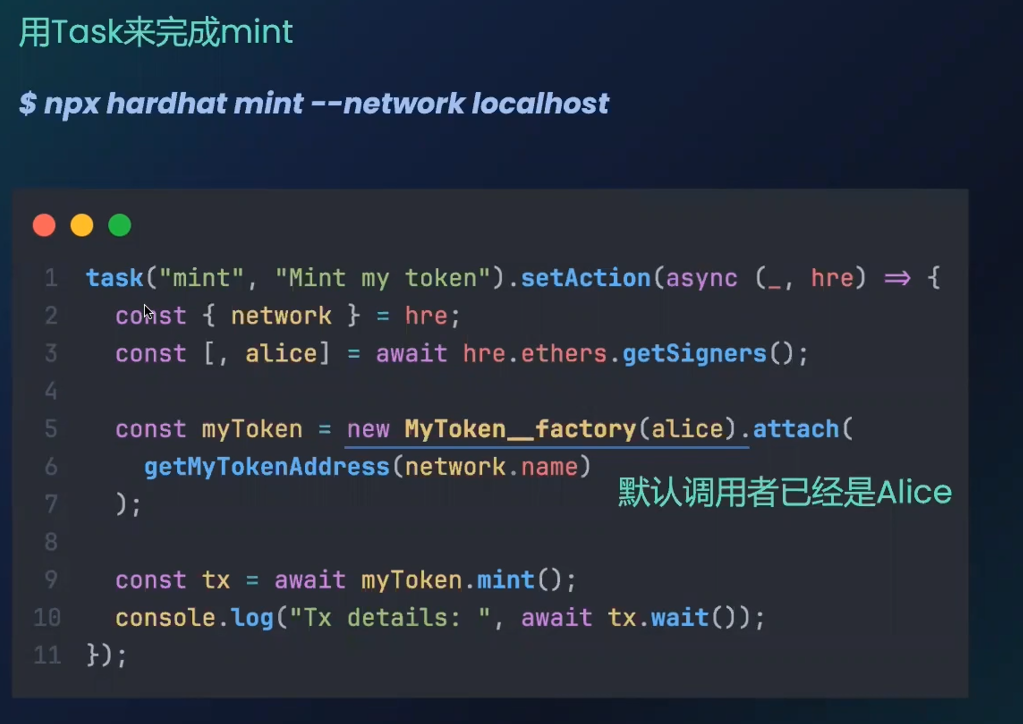 用Task来完成mint
$ npx hardhat mint --network localhost
1 task("mint", "Mint my token").setAction(async (_, hre) => {
2 const { network } = hre;
3 const [, alice] = await hre.ethers.getSigners();
4
5 const myToken = new MyToken__factory(alice).attach(
6 getMyTokenAddress(network.name)
默认调用者已经是Alice
7 );
8
9 const tx = await myToken.mint();
10 console.log("Tx details: ", await tx.wait());
11 });